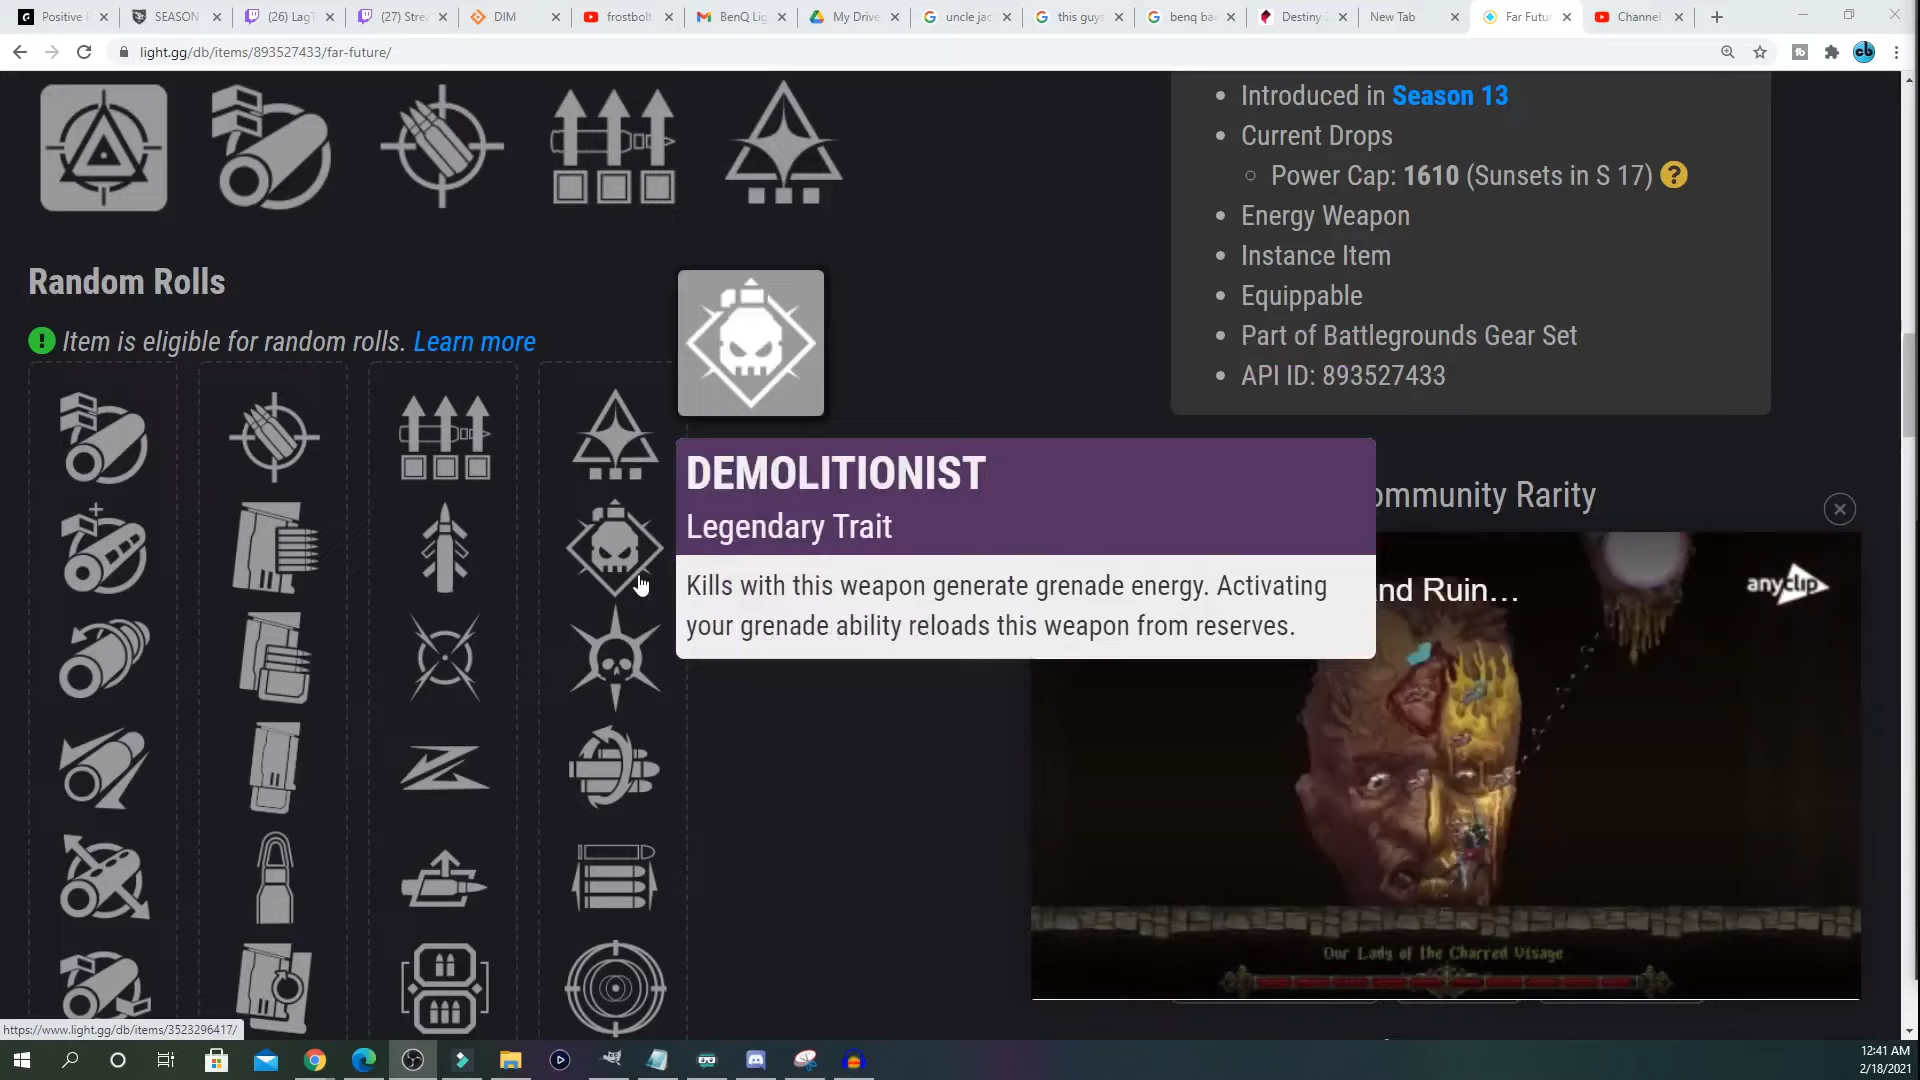 Positive
SEASON
(26) LagT
(27) Stre
DIM
frostbolt
BenQ Lig
My Drive
uncle jac
this guys
benq ba
Destiny 2
New Tab
Far Futur
Channel
light.gg/db/items/893527433/far-future/
Introduced in Season 13
Current Drops
Power Cap: 1610 (Sunsets in S 17)
Energy Weapon
Instance Item
Equippable
Part of Battlegrounds Gear Set
API ID: 893527433
Random Rolls
Item is eligible for random rolls. Learn more
DEMOLITIONIST
Legendary Trait
Kills with this weapon generate grenade energy. Activating
your grenade ability reloads this weapon from reserves.
ommunity Rarity
nd Ruin...
anyclip
Our Lady of the Charred Visage
https://www.light.gg/db/items/3523296417/
12:41 AM
2/18/2021